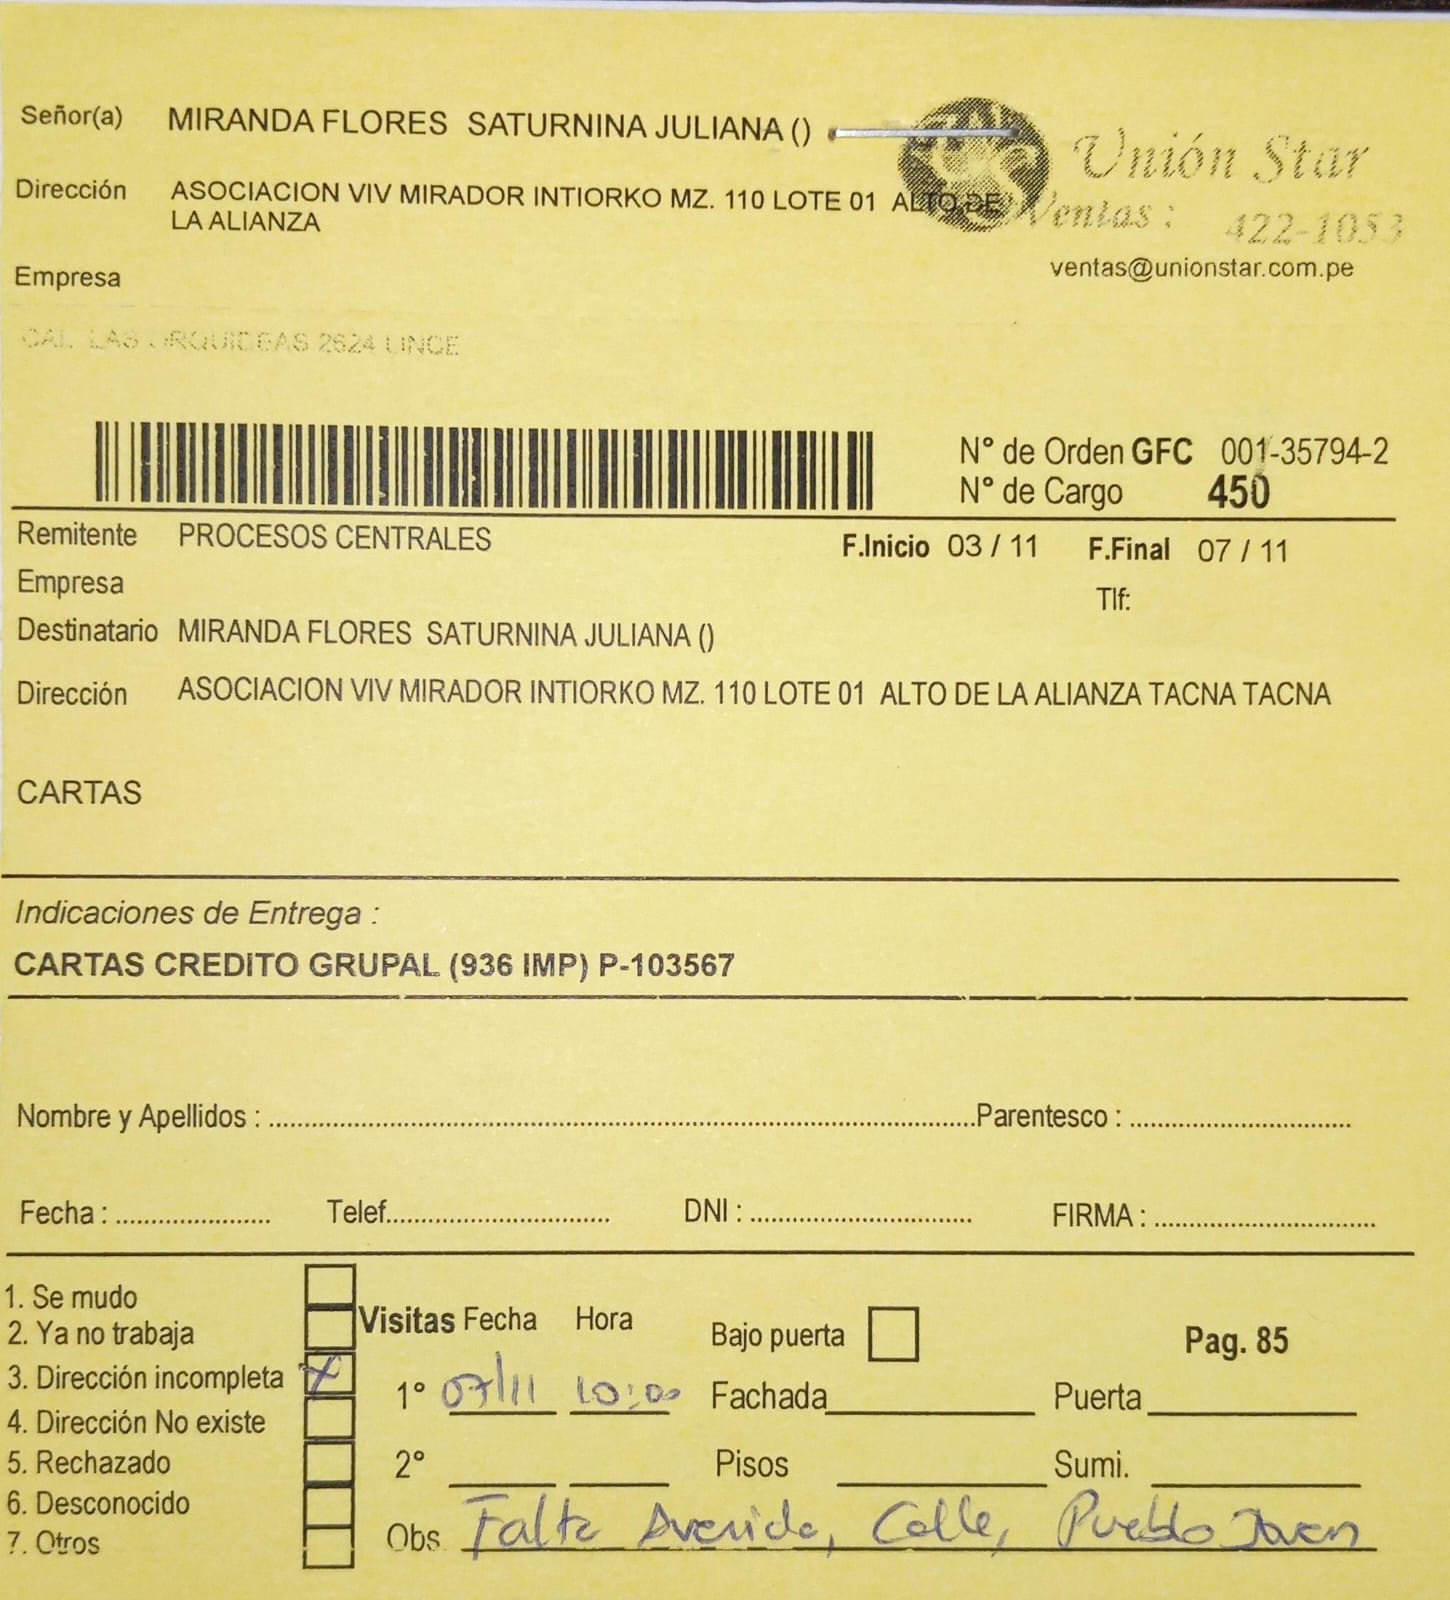 Señor(a) MIRANDA FLORES SATURNINA JULIANA ()
Unión Star
Dirección ASOCIACION VIV MIRADOR INTIORKO MZ. 110 LOTE 01 ALTO DE
LA ALIANZA
Ventas : 422-1053
ventas@unionstar.com.pe
Empresa
CAL. LAS ORQUIDEAS 2624 LINCE
N° de Orden GFC 001-35794-2
N° de Cargo 450
Remitente PROCESOS CENTRALES
F.Inicio 03 / 11 F.Final 07 / 11
Empresa
Tlf:
Destinatario MIRANDA FLORES SATURNINA JULIANA ()
Dirección ASOCIACION VIV MIRADOR INTIORKO MZ. 110 LOTE 01 ALTO DE LA ALIANZA TACNA TACNA
CARTAS
Indicaciones de Entrega :
CARTAS CREDITO GRUPAL (936 IMP) P-103567
Nombre y Apellidos : Parentesco :
Fecha : Telef. DNI : FIRMA :
1. Se mudo
2. Ya no trabaja
3. Dirección incompleta X
4. Dirección No existe
5. Rechazado
6. Desconocido
7. Otros
Visitas Fecha Hora
Bajo puerta
Pag. 85
1° 07/11 10:00 Fachada Puerta
2° Pisos Sumi.
Obs. Falta Avenida, Calle, Pueblo Joven